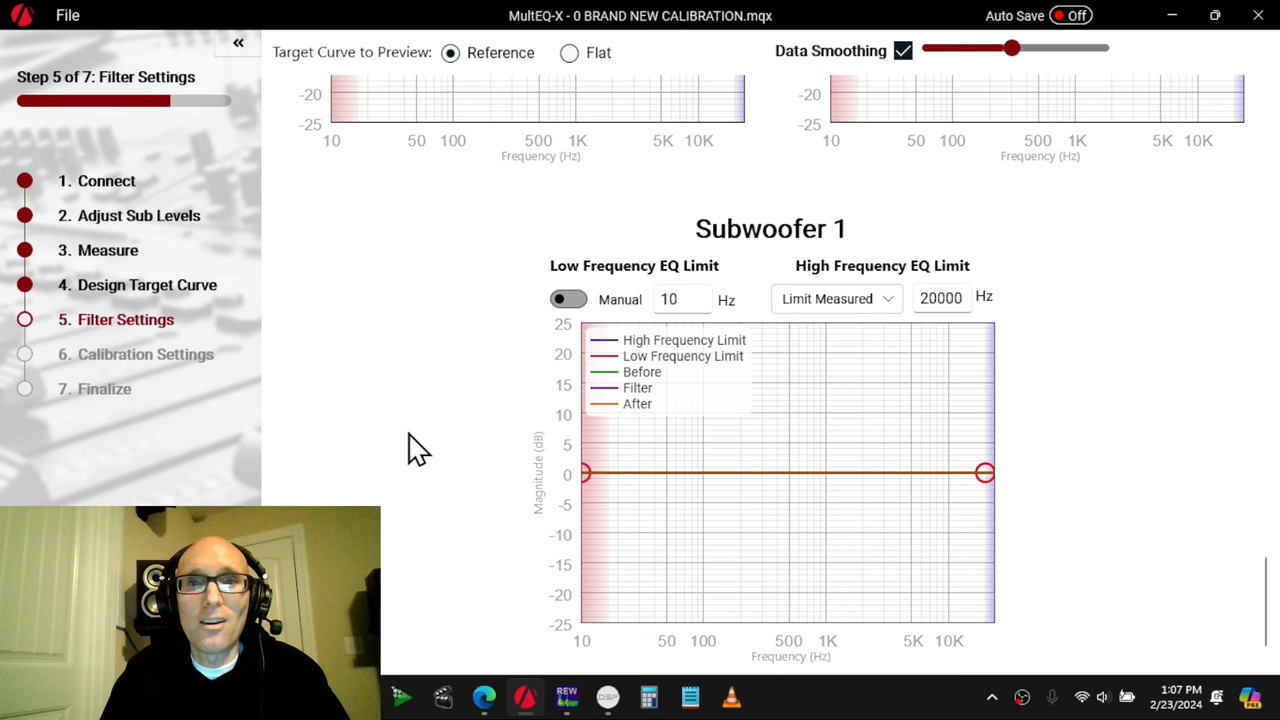 File
MultEQ-X - 0 BRAND NEW CALIBRATION.mqx
Auto Save Off
«
Step 5 of 7: Filter Settings
1. Connect
2. Adjust Sub Levels
3. Measure
4. Design Target Curve
5. Filter Settings
6. Calibration Settings
7. Finalize
Target Curve to Preview: Reference Flat
Data Smoothing
-20
-25
10 50 100 500 1K 5K 10K
Frequency (Hz)
-20
-25
10 50 100 500 1K 5K 10K
Frequency (Hz)
Subwoofer 1
Low Frequency EQ Limit
High Frequency EQ Limit
Manual 10 Hz
Limit Measured 20000 Hz
High Frequency Limit
Low Frequency Limit
Before
Filter
After
Magnitude (dB)
25
20
15
10
5
0
-5
-10
-15
-20
-25
10 50 100 500 1K 5K 10K
Frequency (Hz)
REW
DSP
1:07 PM
2/23/2024
PRE